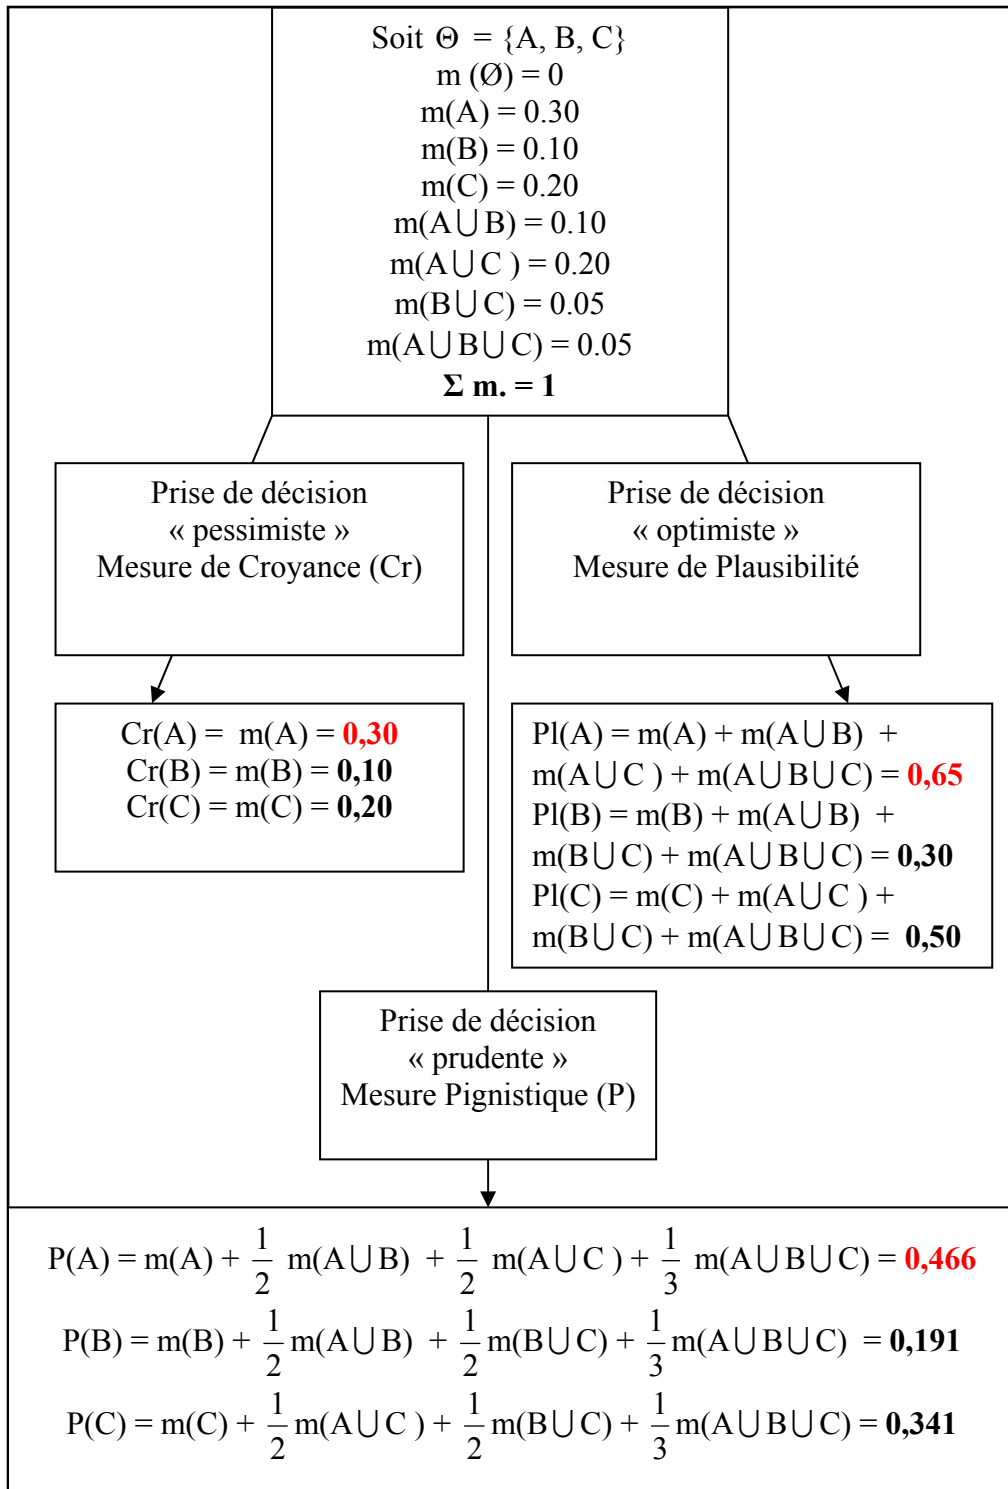 Soit Θ = {A, B, C}
m (Ø) = 0
m(A) = 0.30
m(B) = 0.10
m(C) = 0.20
m(A⋃B) = 0.10
m(A⋃C ) = 0.20
m(B⋃C) = 0.05
m(A⋃B⋃C) = 0.05
Σ m. = 1
Prise de décision
« pessimiste »
Mesure de Croyance (Cr)
Prise de décision
« optimiste »
Mesure de Plausibilité
Cr(A) = m(A) = 0,30
Cr(B) = m(B) = 0,10
Cr(C) = m(C) = 0,20
Pl(A) = m(A) + m(A⋃B) +
m(A⋃C ) + m(A⋃B⋃C) = 0,65
Pl(B) = m(B) + m(A⋃B) +
m(B⋃C) + m(A⋃B⋃C) = 0,30
Pl(C) = m(C) + m(A⋃C ) +
m(B⋃C) + m(A⋃B⋃C) = 0,50
Prise de décision
« prudente »
Mesure Pignistique (P)
P(A) = m(A) + 1/2 m(A⋃B) + 1/2 m(A⋃C ) + 1/3 m(A⋃B⋃C) = 0,466
P(B) = m(B) + 1/2 m(A⋃B) + 1/2 m(B⋃C) + 1/3 m(A⋃B⋃C) = 0,191
P(C) = m(C) + 1/2 m(A⋃C ) + 1/2 m(B⋃C) + 1/3 m(A⋃B⋃C) = 0,341